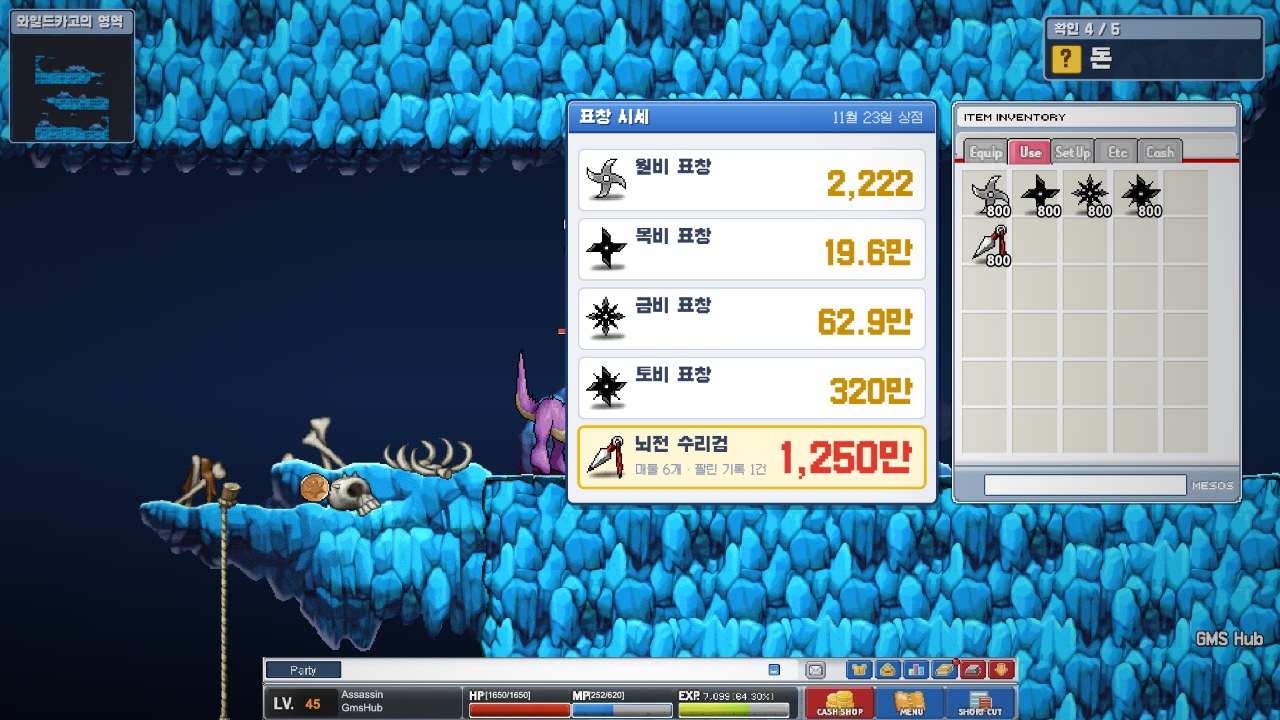 와일드카고의 영역
확인 4 / 5
? 돈
표창 시세 11월 23일 상점
월비 표창
2,222
목비 표창
19.6만
금비 표창
62.9만
토비 표창
320만
뇌전 수리검
매물 6개 · 팔린 기록 1건
1,250만
ITEM INVENTORY
Equip Use Set Up Etc Cash
800 800 800 800
800
MESOS
GMS Hub
Party
LV. 45 Assassin
GmsHub
HP[1650/1650] MP[252/620] EXP. 7,099[64.30%]
CASH SHOP MENU SHORT CUT